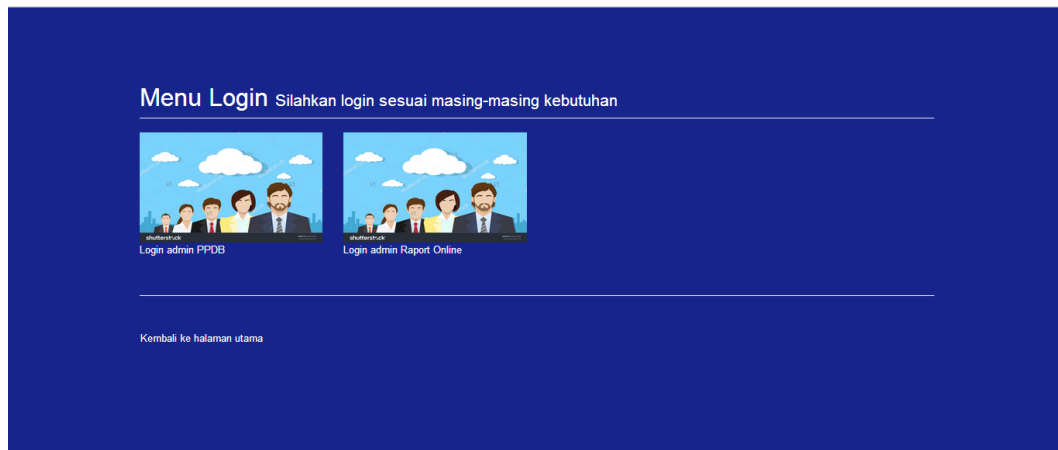 Menu Login Silahkan login sesuai masing-masing kebutuhan
shutterstock
shutterstock
Login admin PPDB
Login admin Raport Online
Kembali ke halaman utama